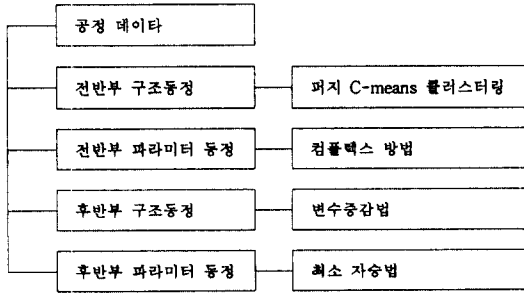 공정 데이타
전반부 구조동정
퍼지 C-means 클러스터링
전반부 파라미터 동정
컴플렉스 방법
후반부 구조동정
변수증감법
후반부 파라미터 동정
최소 자승법